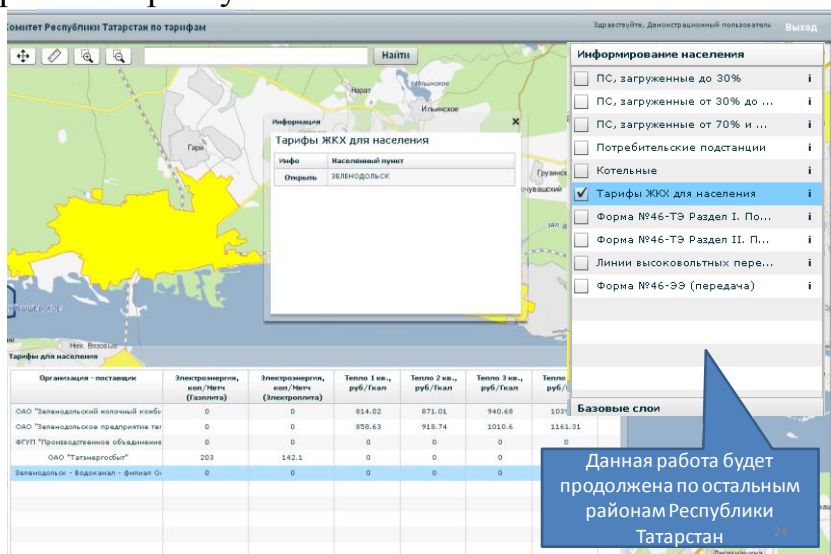 Комитет Республики Татарстан по тарифам
Здравствуйте, Демонстрационный пользователь Выход
Найти
Информирование населения
ПС, загруженные до 30% i
ПС, загруженные от 30% до ... i
ПС, загруженные от 70% и ... i
Потребительские подстанции i
Котельные i
Тарифы ЖКХ для населения i
Форма №46-ТЭ Раздел I. По... i
Форма №46-ТЭ Раздел II. П... i
Линии высоковольтных пере... i
Форма №46-ЭЭ (передача) i
Базовые слои
Информация x
Тарифы ЖКХ для населения
Инфо Населённый пункт
Открыть ЗЕЛЕНОДОЛЬСК
Нарат
Ильинское
Ильинское
Гари
Ниж. Вязовые
Тарифы для населения
Организация - поставщик Электроэнергия, коп/Квтч (Газплита) Электроэнергия, коп/Квтч (Электроплита) Тепло 1 кв., руб/Гкал Тепло 2 кв., руб/Гкал Тепло 3 кв., руб/Гкал Тепло
ОАО "Зеленодольский молочный комби 0 0 814.02 871.01 940.68
ОАО "Зеленодольское предприятие теп 0 0 858.63 918.74 1010.6 1161.31
ФГУП "Производственное объединение 0 0 0 0 0 0
ОАО "Татэнергосбыт" 203 142.1 0 0 0
Зеленодольск - Водоканал - филиал О 0 0 0 0 0
Данная работа будет
продолжена по остальным
районам Республики
Татарстан
24